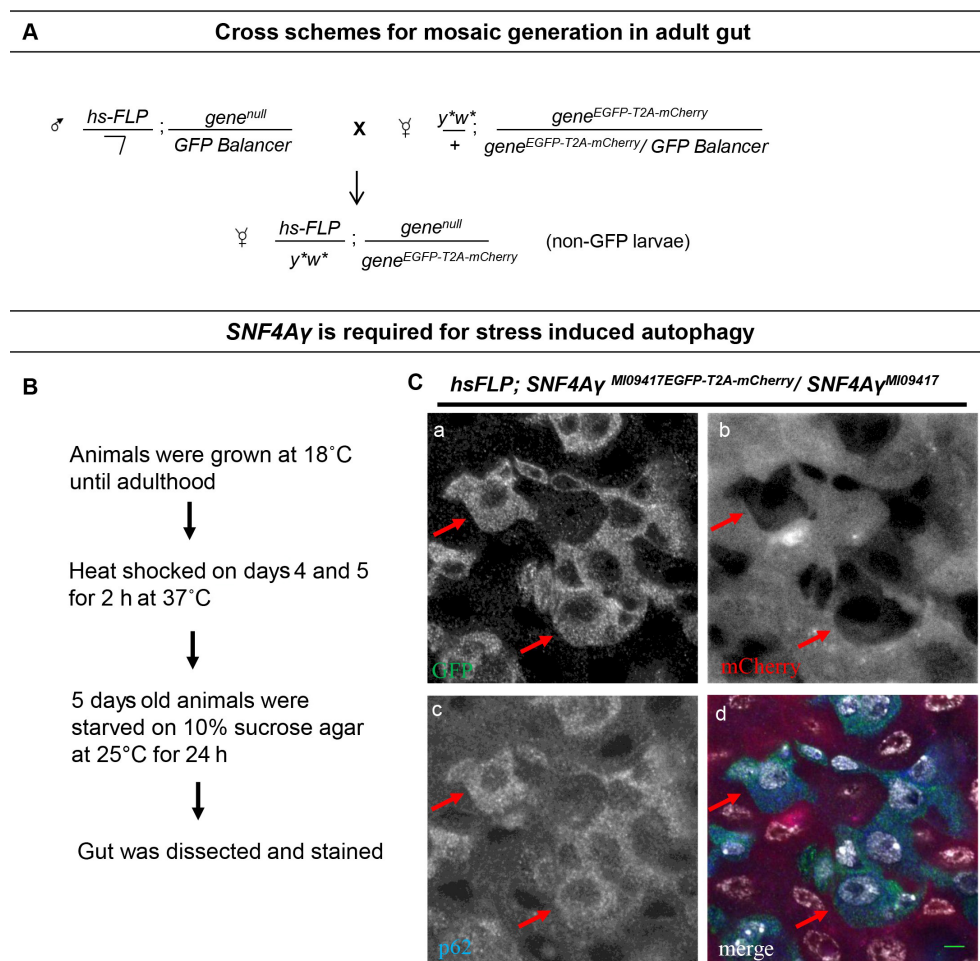 A Cross schemes for mosaic generation in adult gut
♂ hs-FLP / ; gene^null / GFP Balancer X ☿ y*w* / + ; gene^EGFP-T2A-mCherry / gene^EGFP-T2A-mCherry/ GFP Balancer
☿ hs-FLP / y*w* ; gene^null / gene^EGFP-T2A-mCherry (non-GFP larvae)
SNF4Aγ is required for stress induced autophagy
B
Animals were grown at 18˚C
until adulthood
Heat shocked on days 4 and 5
for 2 h at 37˚C
5 days old animals were
starved on 10% sucrose agar
at 25°C for 24 h
Gut was dissected and stained
C hsFLP; SNF4Aγ MI09417EGFP-T2A-mCherry/ SNF4AγMI09417
a
GFP
b
mCherry
c
p62
d
merge